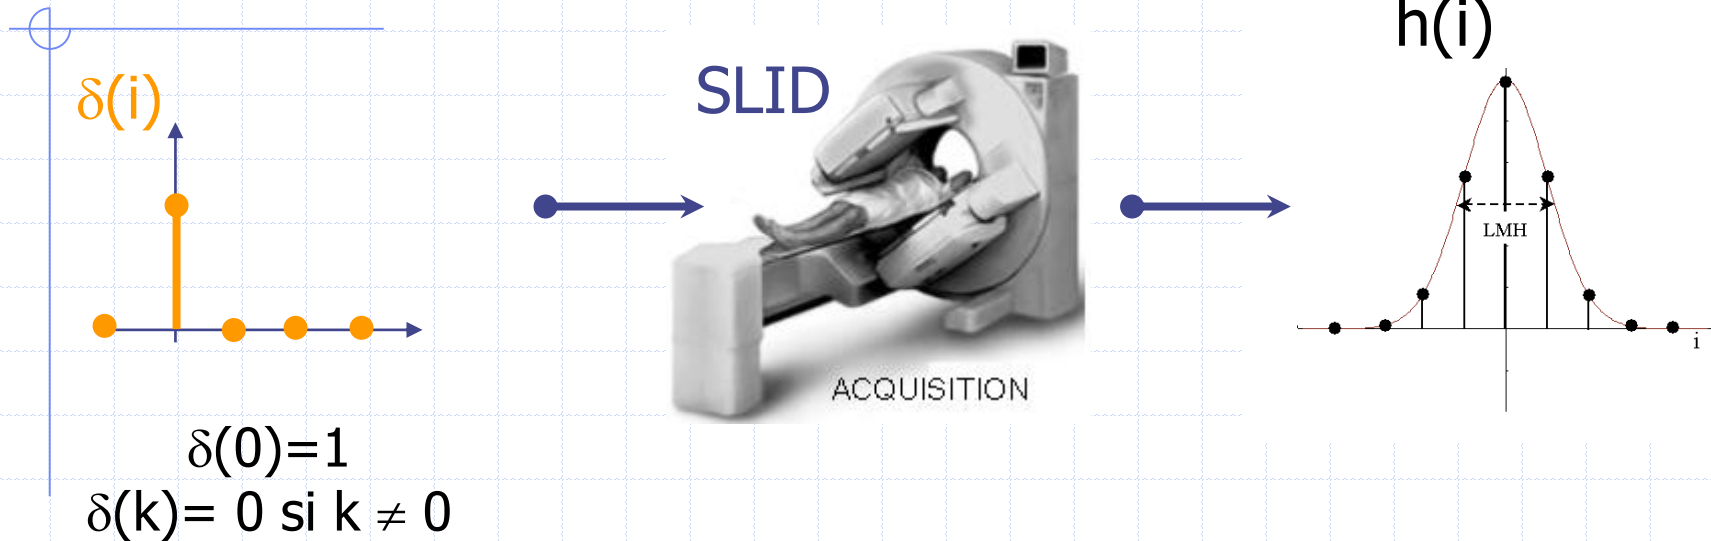 δ(i)
δ(0)=1
δ(k)= 0 si k ≠ 0
SLID
ACQUISITION
h(i)
LMH
i